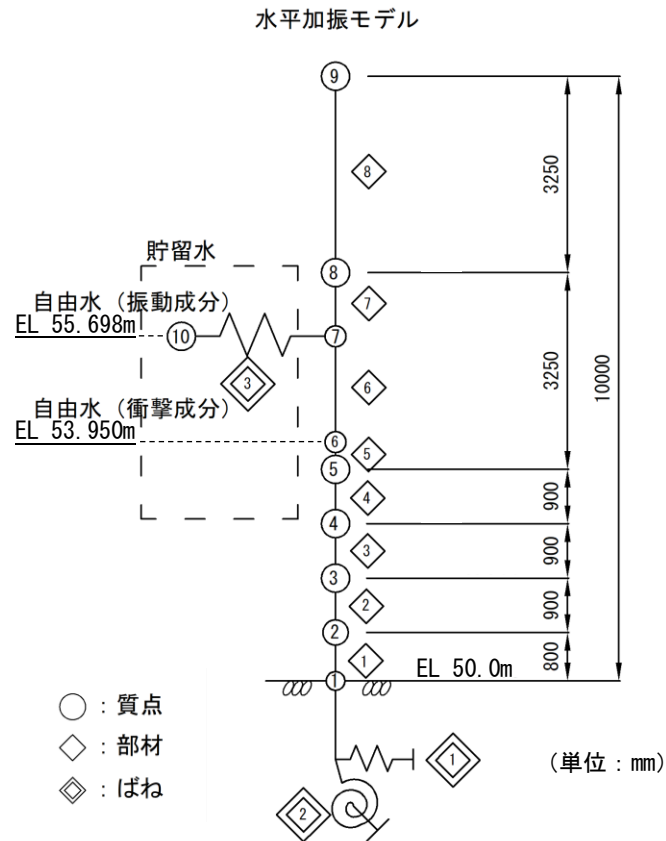 水平加振モデル
9
8
3250
貯留水
8
自由水（振動成分）
7
EL 55.698m
10
7
3
6
3250
10000
自由水（衝撃成分）
EL 53.950m
6
5
5
4
900
4
3
900
3
2
900
2
1
EL 50.0m
800
1
○：質点
◇：部材
：ばね
1
（単位：mm）
2